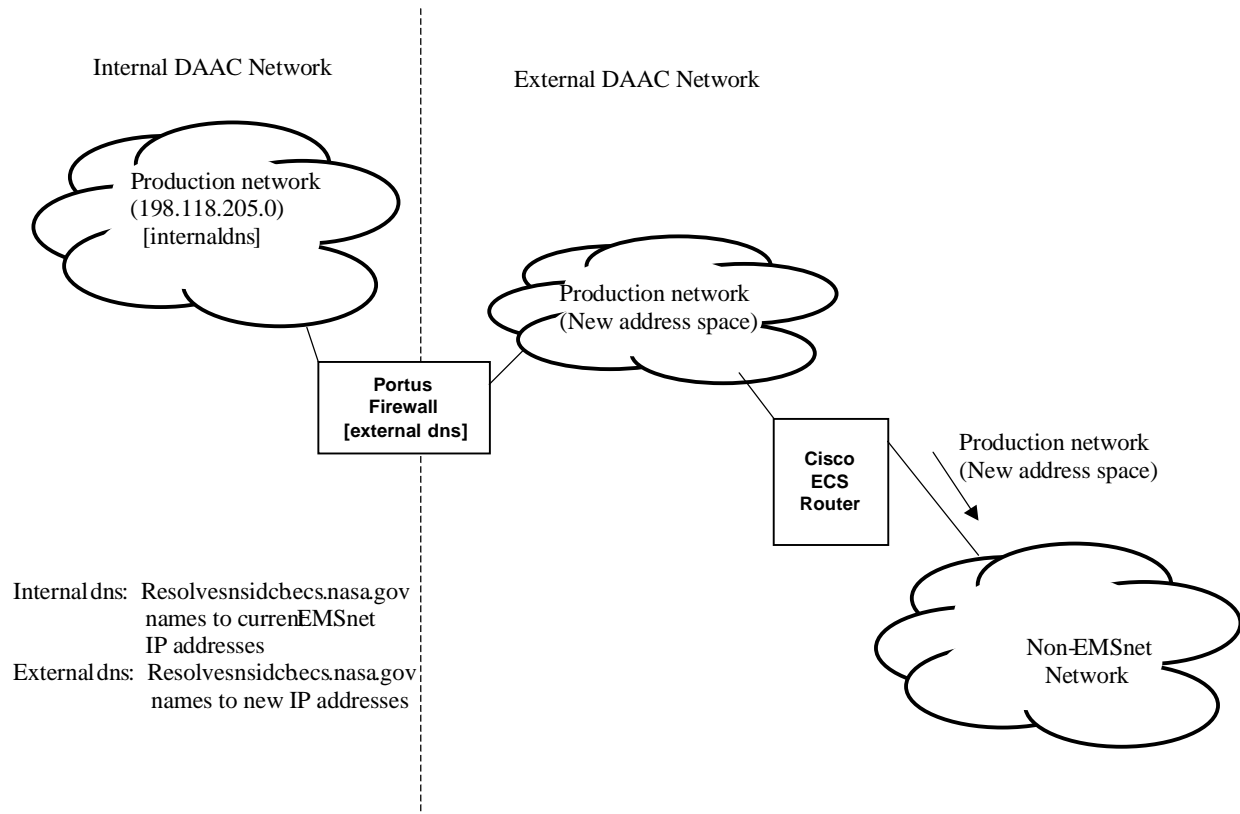 Internal DAAC Network
External DAAC Network
Production network
(198.118.205.0)
[internaldns]
Production network
(New address space)
Portus
Firewall
[external dns]
Cisco
ECS
Router
Production network
(New address space)
Non-EMSnet
Network
Internal dns: Resolvesnsidcb.ecs.nasa.gov
names to currentEMSnet
IP addresses
External dns: Resolvesnsidcb.ecs.nasa.gov
names to new IP addresses